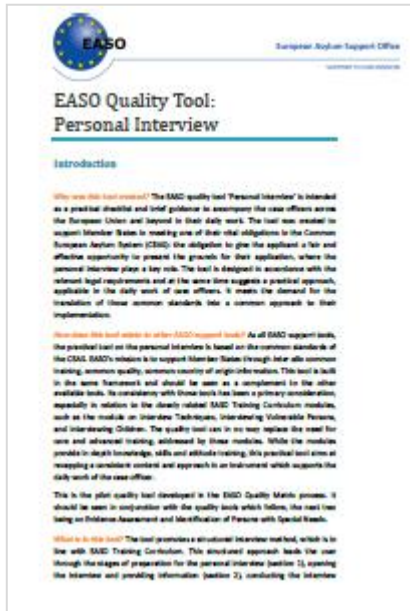 EASO
European Asylum Support Office
SUPPORT IS OUR MISSION
EASO Quality Tool:
Personal Interview
Introduction
Why was this tool created? The EASO quality tool 'Personal Interview' is intended
as a practical checklist and brief guidance to accompany the case officers across
the European Union and beyond in their daily work. The tool was created to
support Member States in meeting one of their vital obligations to the Common
European Asylum System (CEAS): the obligation to give the applicant a fair and
effective opportunity to present the grounds for their application, where the
personal interview plays a key role. The tool is designed in accordance with the
relevant legal requirements and at the same time suggests a practical approach,
applicable in the daily work of case officers. It meets the demand for the
translation of those common standards into a common approach to their
implementation.
How does this tool relate to other EASO support tools? As all EASO support tools,
the practical tool on the personal interview is based on the common standards of
the CEAS. EASO's mission is to support Member States through inter alia common
training, common quality, common country of origin information. This tool is built
in the same framework and should be seen as a complement to the other
available tools. Its consistency with those tools has been a primary consideration,
especially in relation to the closely related EASO Training Curriculum modules,
such as the module on Interview Techniques, Interviewing Vulnerable Persons,
and Interviewing Children. The quality tool can in no way replace the need for
core and advanced training, addressed by those modules. While the modules
provide in depth knowledge, skills and attitude training, this practical tool aims at
recapping a consistent content and approach in an instrument which supports the
daily work of the case officer.
This is the pilot quality tool developed in the EASO Quality Matrix process. It
should be seen in conjunction with the quality tools which follow, the next two
being on Evidence Assessment and Identification of Persons with Special Needs.
What is in this tool? The tool promotes a structured interview method, which is in
line with EASO Training Curriculum. This structured approach leads the user
through the stages of preparation for the personal interview (section 1), opening
the interview and providing information (section 2), conducting the interview